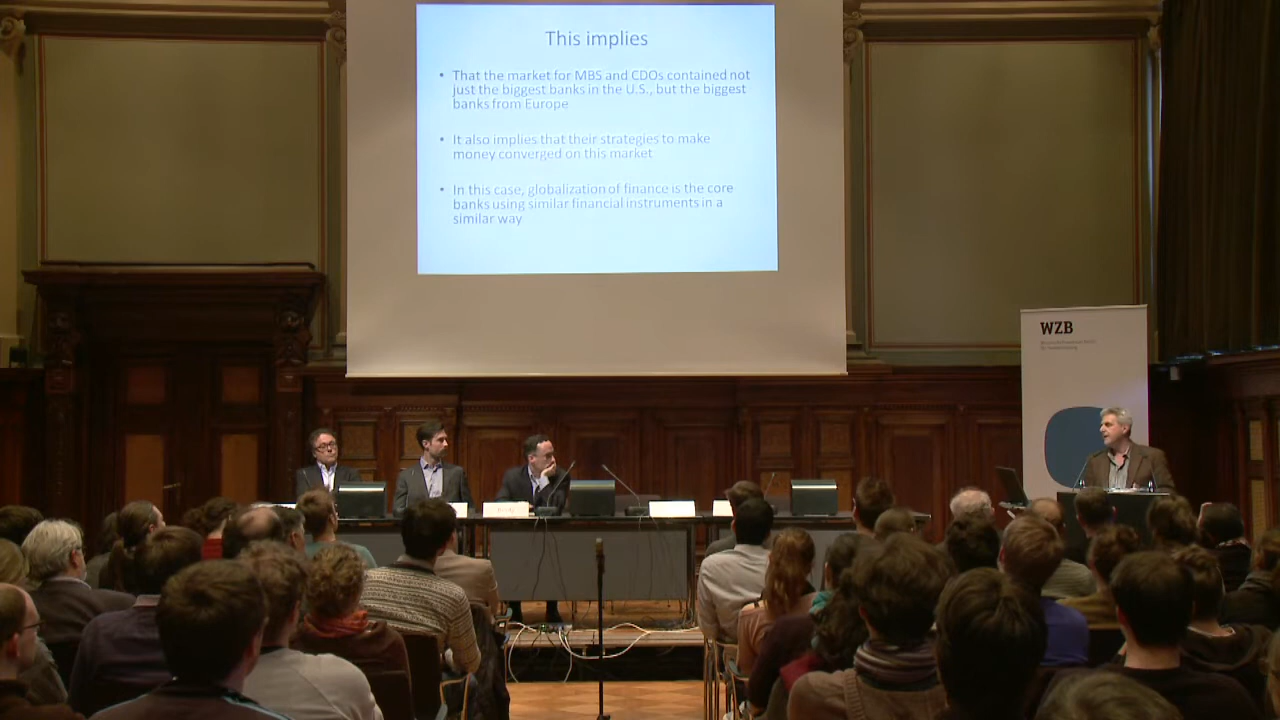 This implies
• That the market for MBS and CDOs contained not
just the biggest banks in the U.S., but the biggest
banks from Europe
• It also implies that their strategies to make
money converged on this market
• In this case, globalization of finance is the core
banks using similar financial instruments in a
similar way
WZB